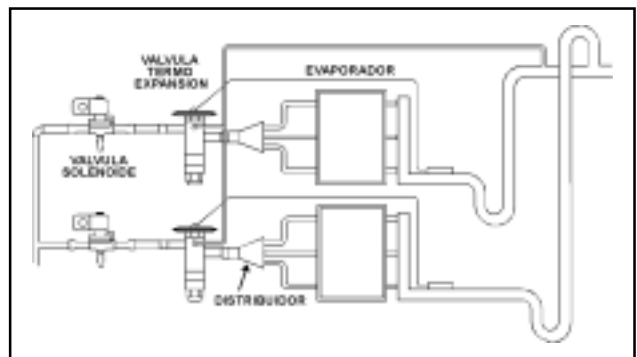 VALVULA
TERMO
EXPANSION
EVAPORADOR
VALVULA
SOLENOIDE
DISTRIBUIDOR